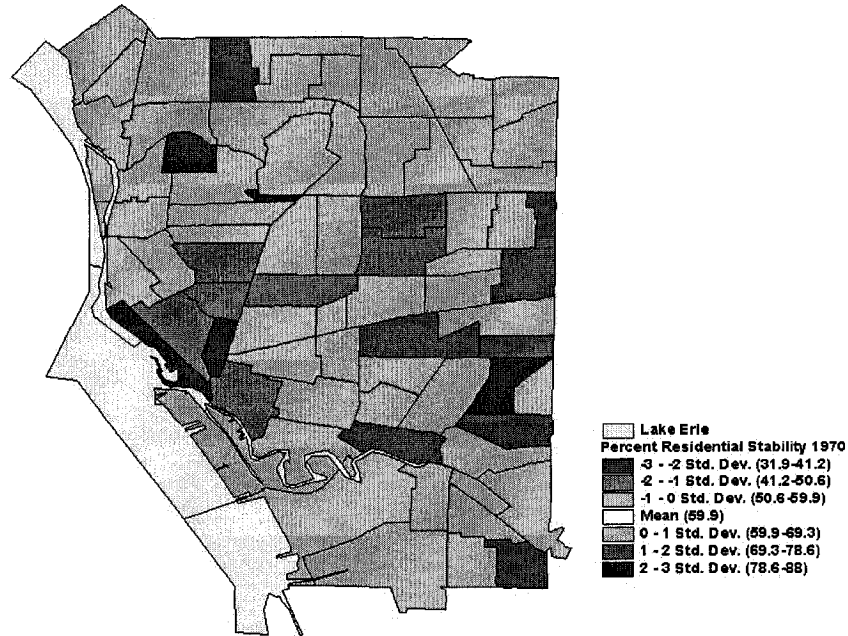 Lake Erie
Percent Residential Stability 1970
-3 - -2 Std. Dev. (31.9-41.2)
-2 - -1 Std. Dev. (41.2-50.6)
-1 - 0 Std. Dev. (50.6-59.9)
Mean (59.9)
0 - 1 Std. Dev. (59.9-69.3)
1 - 2 Std. Dev. (69.3-78.6)
2 - 3 Std. Dev. (78.6-88)